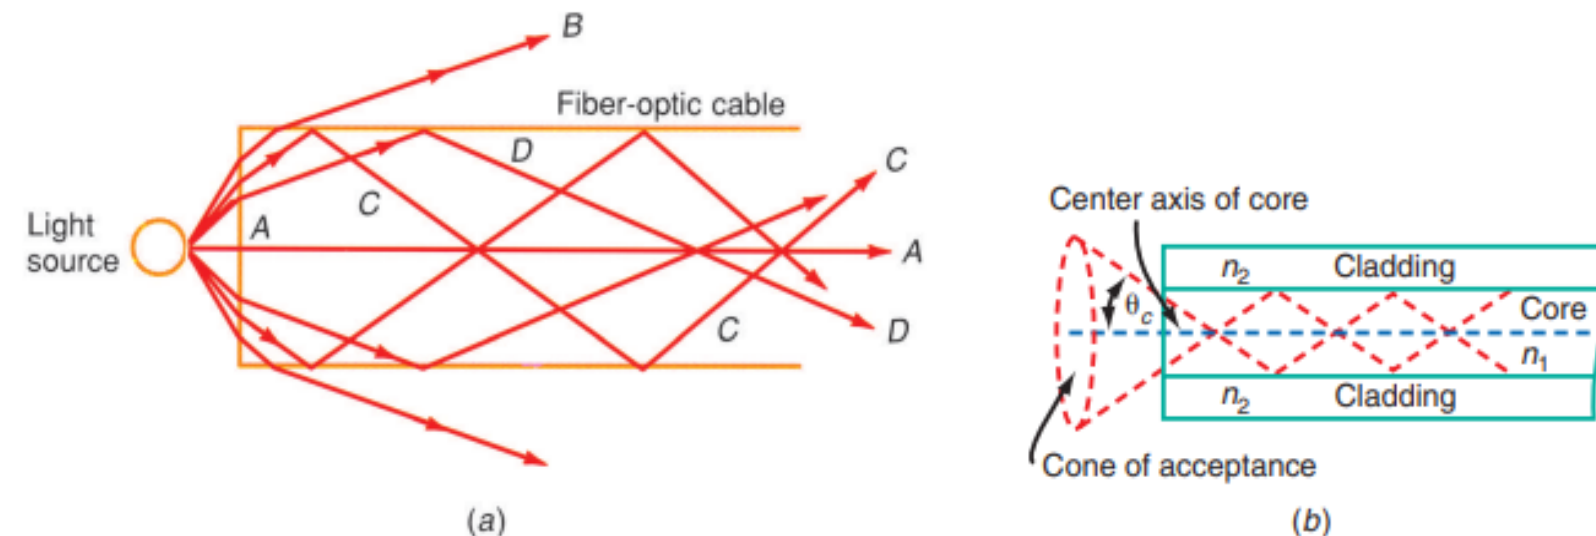 B
Fiber-optic cable
D
C
C
Light
source
A
A
C
D
(a)
Center axis of core
n2 Cladding
θc
Core
n1
n2 Cladding
Cone of acceptance
(b)